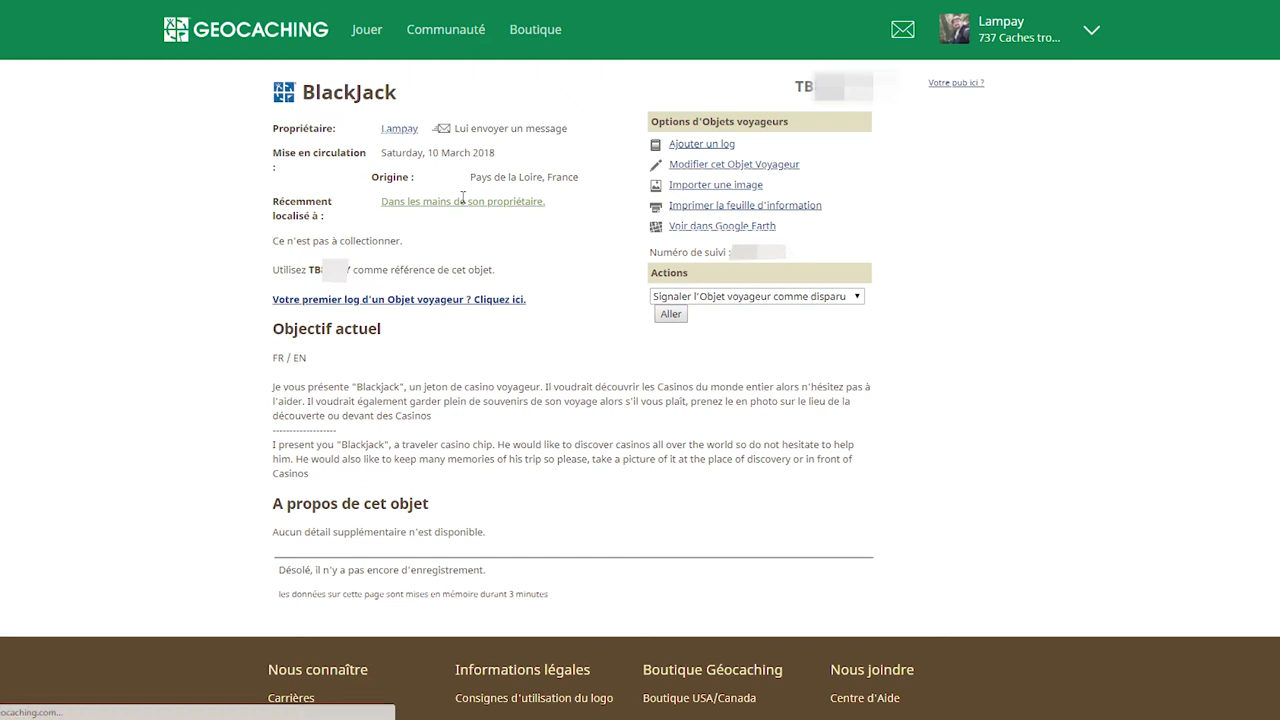 GEOCACHING
Jouer
Communauté
Boutique
Lampay
737 Caches tro...
BlackJack
TB
Votre pub ici ?
Propriétaire: Lampay Lui envoyer un message
Mise en circulation : Saturday, 10 March 2018
Origine : Pays de la Loire, France
Récemment localisé à : Dans les mains de son propriétaire.
Ce n'est pas à collectionner.
Utilisez TB comme référence de cet objet.
Votre premier log d'un Objet voyageur ? Cliquez ici.
Options d'Objets voyageurs
Ajouter un log
Modifier cet Objet Voyageur
Importer une image
Imprimer la feuille d'information
Voir dans Google Earth
Numéro de suivi :
Actions
Signaler l'Objet voyageur comme disparu
Aller
Objectif actuel
FR / EN
Je vous présente "Blackjack", un jeton de casino voyageur. Il voudrait découvrir les Casinos du monde entier alors n'hésitez pas à
l'aider. Il voudrait également garder plein de souvenirs de son voyage alors s'il vous plaît, prenez le en photo sur le lieu de la
découverte ou devant des Casinos
-------------------
I present you "Blackjack", a traveler casino chip. He would like to discover casinos all over the world so do not hesitate to help
him. He would also like to keep many memories of his trip so please, take a picture of it at the place of discovery or in front of
Casinos
A propos de cet objet
Aucun détail supplémentaire n'est disponible.
Désolé, il n'y a pas encore d'enregistrement.
les données sur cette page sont mises en mémoire durant 3 minutes
Nous connaître
Informations légales
Boutique Géocaching
Nous joindre
Carrières
Consignes d'utilisation du logo
Boutique USA/Canada
Centre d'Aide
ocaching.com...